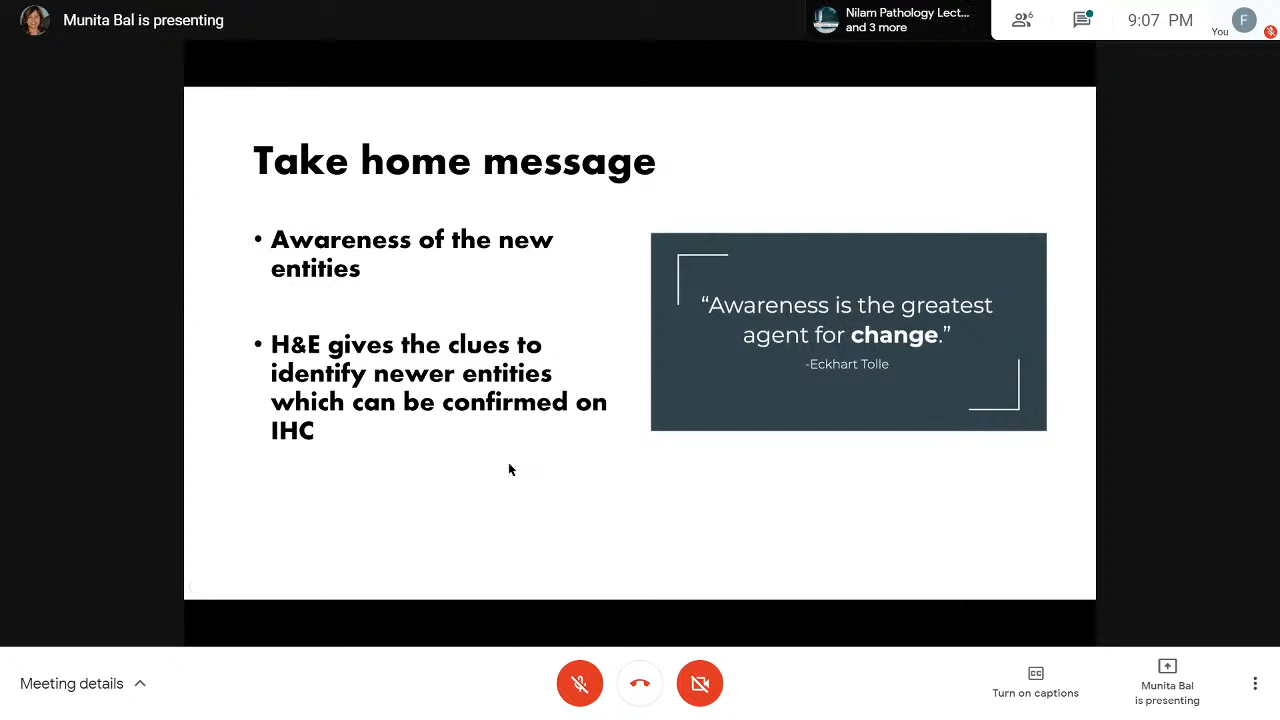 Munita Bal is presenting
Nilam Pathology Lect...
and 3 more
6
9:07 PM
You
F
Take home message
• Awareness of the new
entities
• H&E gives the clues to
identify newer entities
which can be confirmed on
IHC
“Awareness is the greatest
agent for change.”
-Eckhart Tolle
Meeting details
CC
Turn on captions
Munita Bal
is presenting